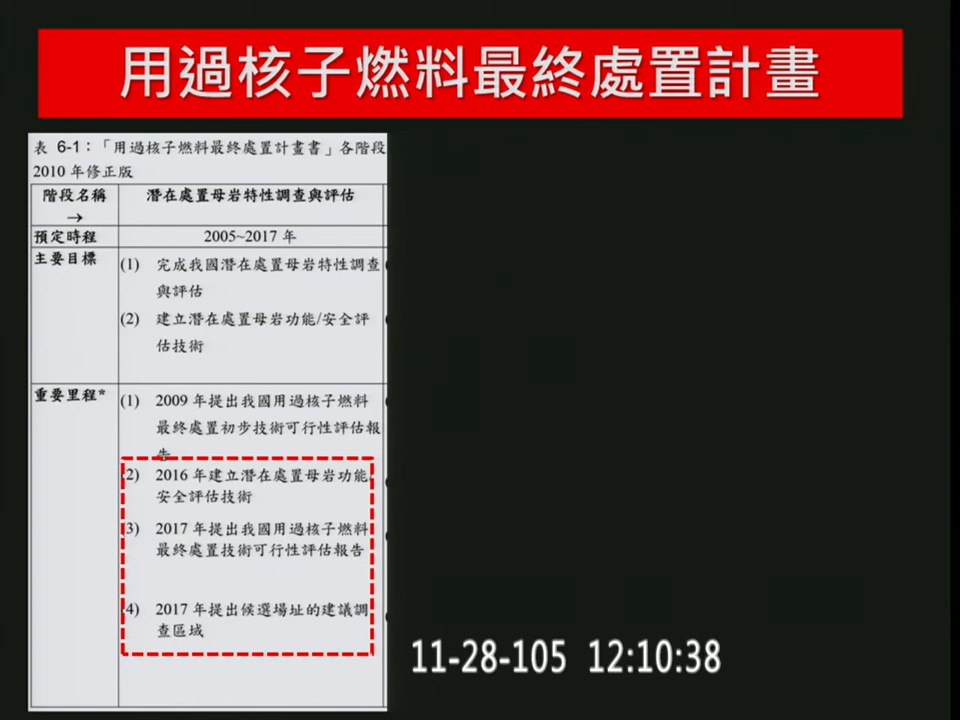 用過核子燃料最終處置計畫
表 6-1：「用過核子燃料最終處置計畫書」各階段
2010 年修正版
階段名稱
→
潛在處置母岩特性調查與評估
預定時程
2005~2017 年
主要目標
(1) 完成我國潛在處置母岩特性調查
與評估
(2) 建立潛在處置母岩功能/安全評
估技術
重要里程*
(1) 2009 年提出我國用過核子燃料
最終處置初步技術可行性評估報
告
2) 2016 年建立潛在處置母岩功能/
安全評估技術
3) 2017 年提出我國用過核子燃料
最終處置技術可行性評估報告
4) 2017 年提出候選場址的建議調
查區域
11-28-105 12:10:38